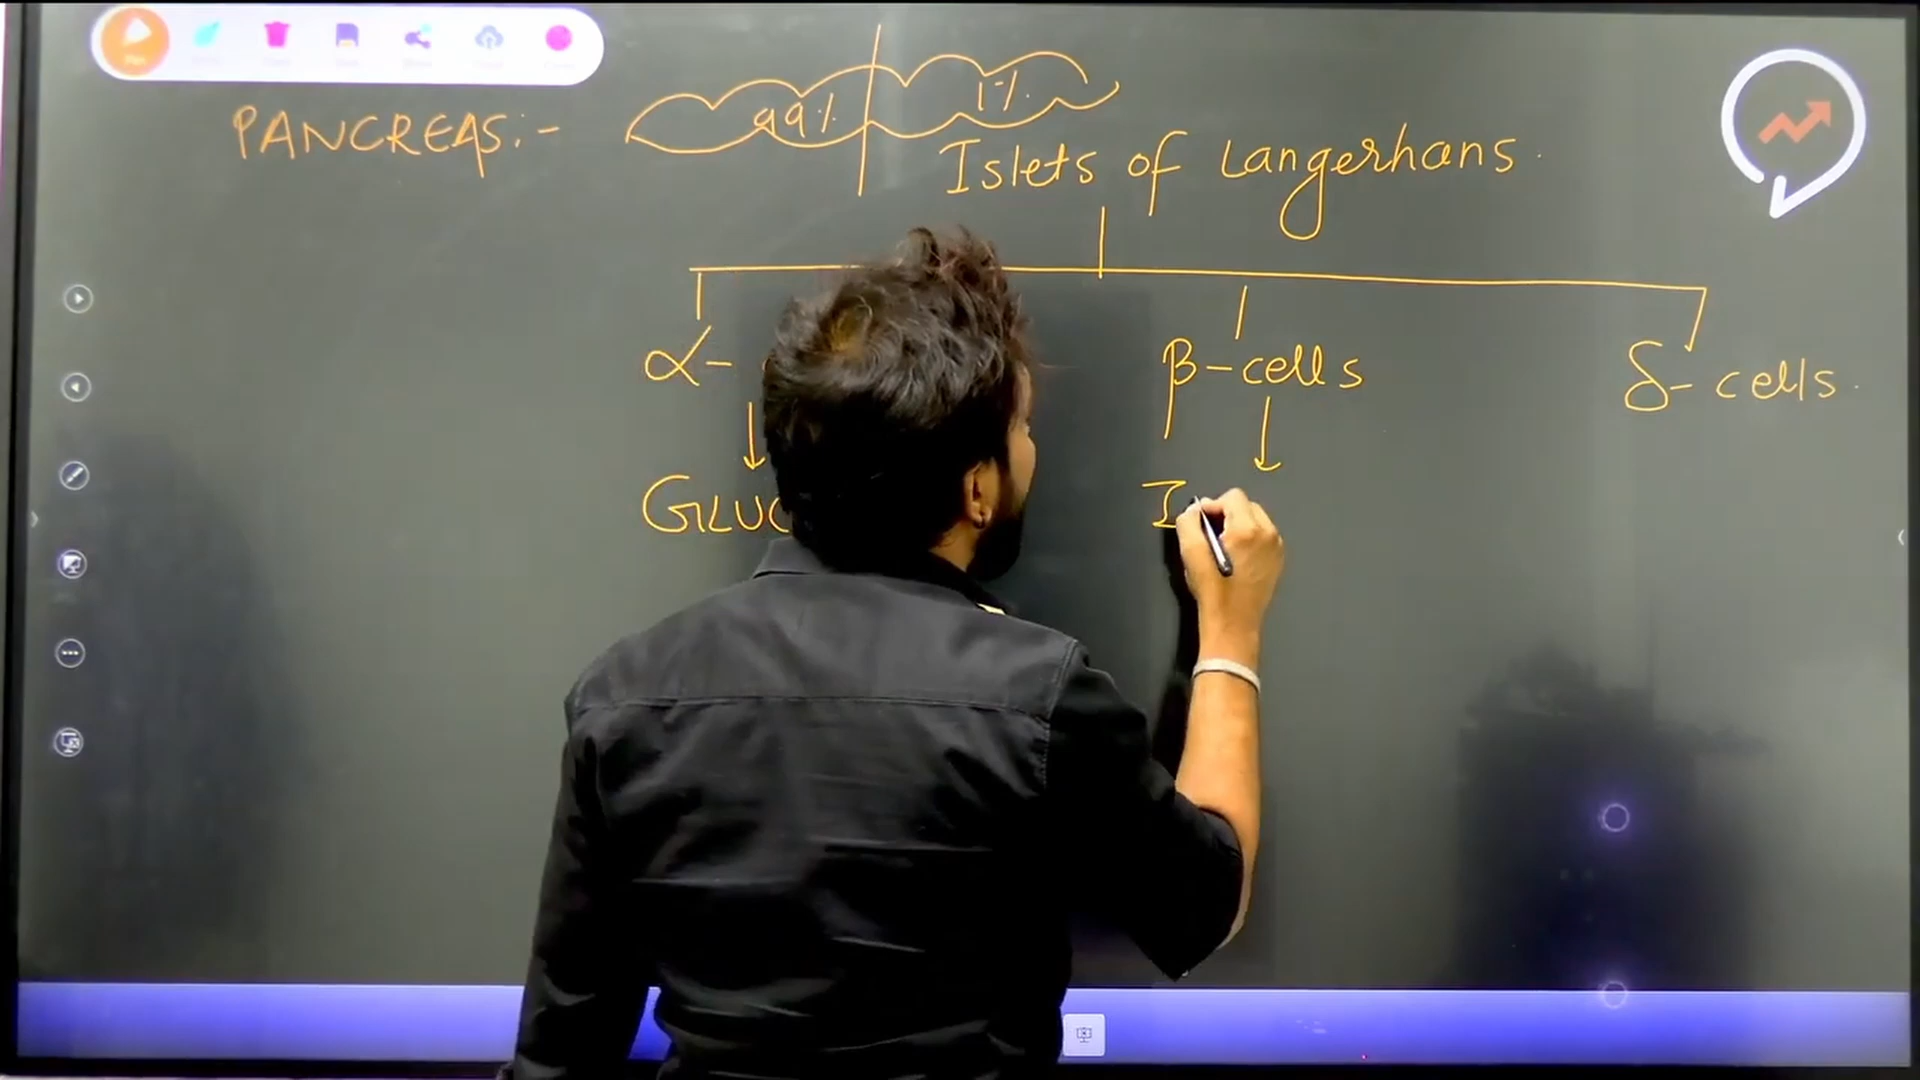 PANCREAS:-
99%
1%.
Islets of Langerhans.
α-
β-cells
δ-cells.
GLUC
I